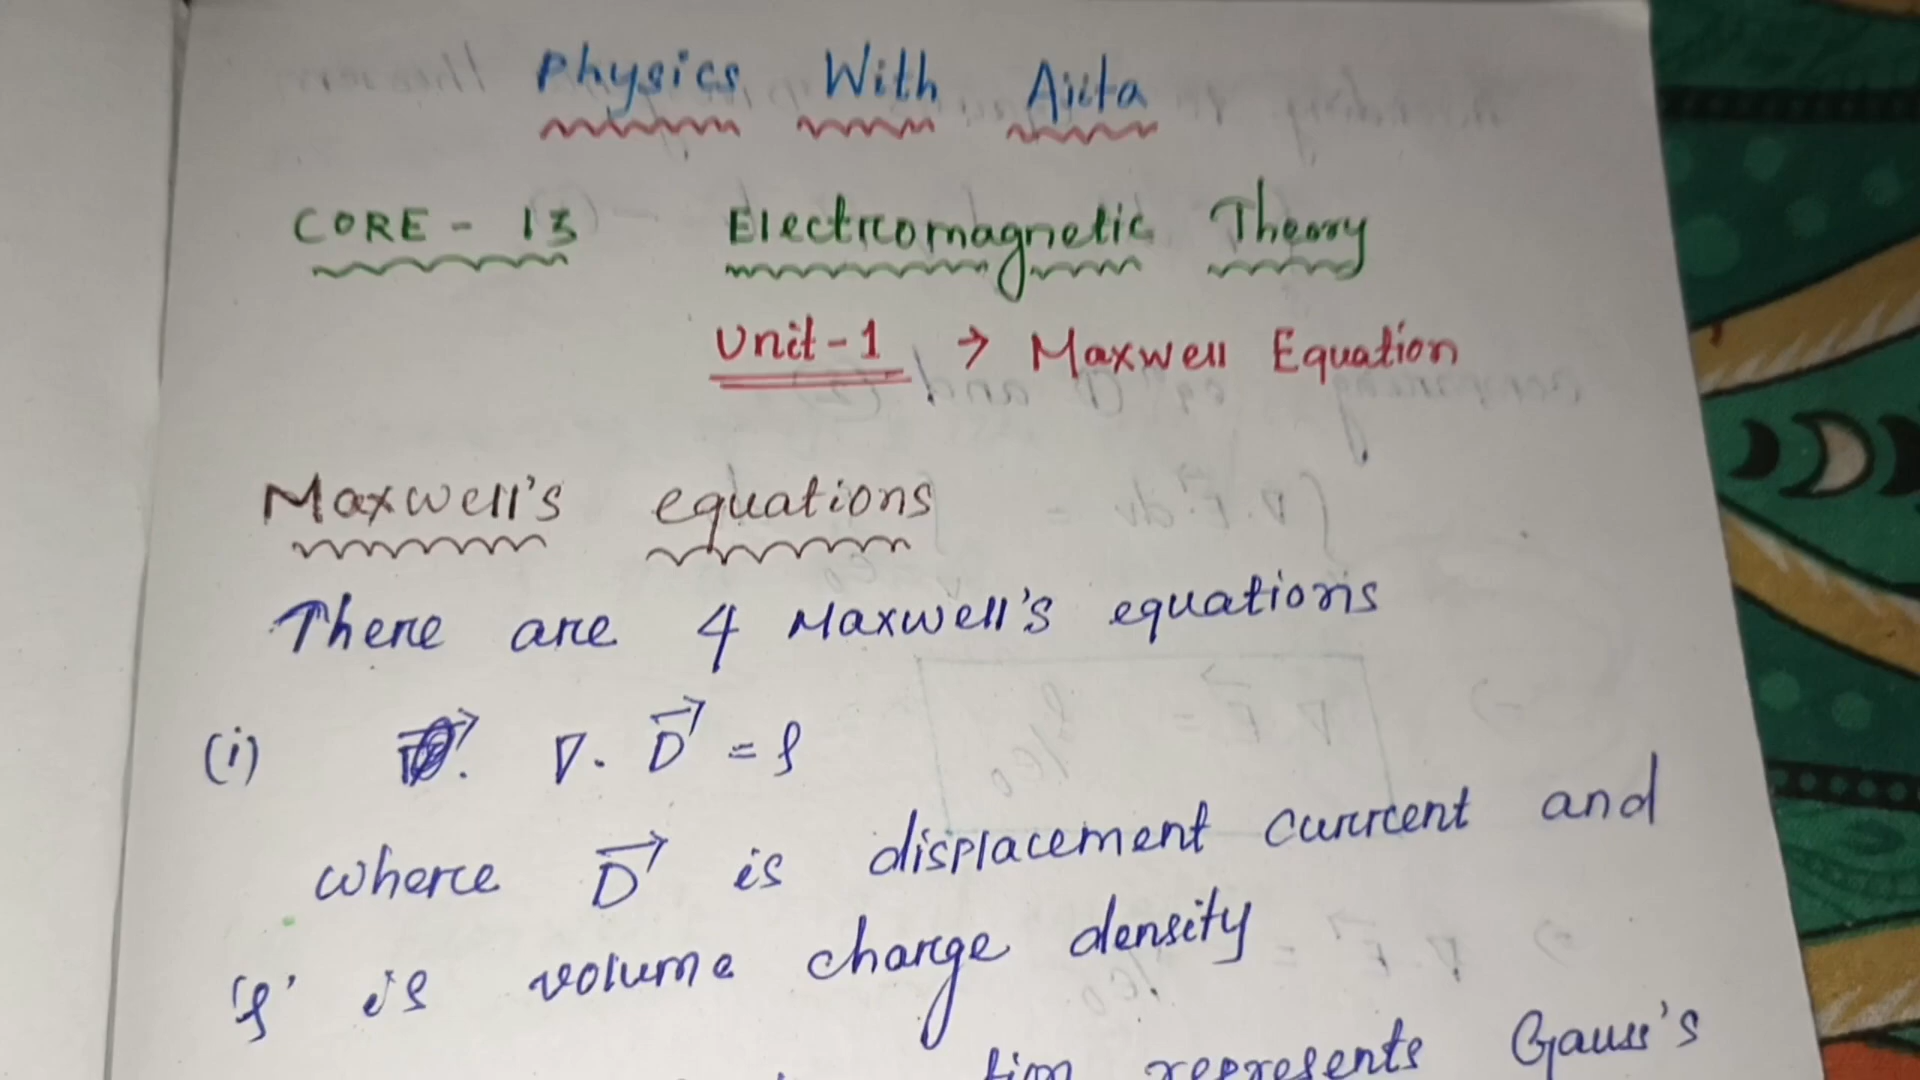 Physics With Ajita
CORE - 13 Electromagnetic Theory
Unit-1 → Maxwell Equation
Maxwell's equations
There are 4 Maxwell's equations
(i) ∇. D⃗ = ρ
where D⃗ is displacement current and
'ρ' is volume charge density
represents Gauss's